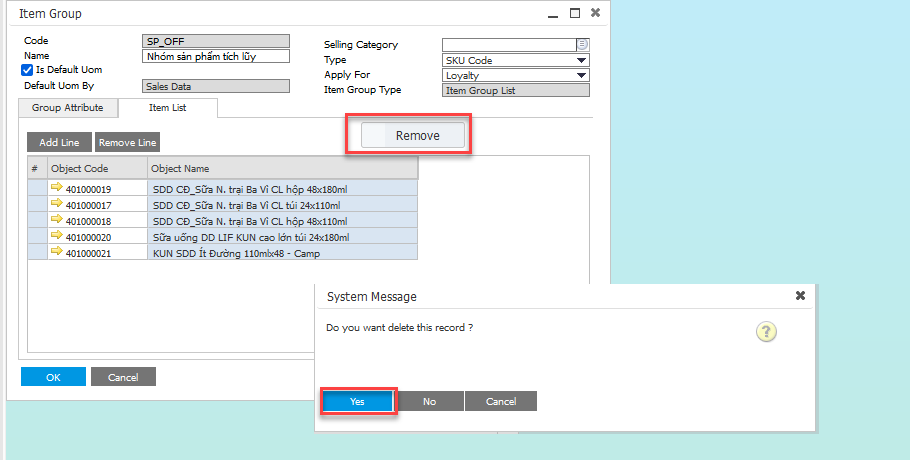 Item Group
Code SP_OFF
Name Nhóm sản phẩm tích lũy
Is Default Uom
Default Uom By Sales Data
Selling Category
Type SKU Code
Apply For Loyalty
Item Group Type Item Group List
Group Attribute Item List
Remove
Add Line Remove Line
# Object Code Object Name
401000019 SDD CĐ_Sữa N. trại Ba Vì CL hộp 48x180ml
401000017 SDD CĐ_Sữa N. trại Ba Vì CL túi 24x110ml
401000018 SDD CĐ_Sữa N. trại Ba Vì CL hộp 48x110ml
401000020 Sữa uống DD LIF KUN cao lớn túi 24x180ml
401000021 KUN SDD Ít Đường 110mlx48 - Camp
OK Cancel
System Message
Do you want delete this record ?
?
Yes No Cancel